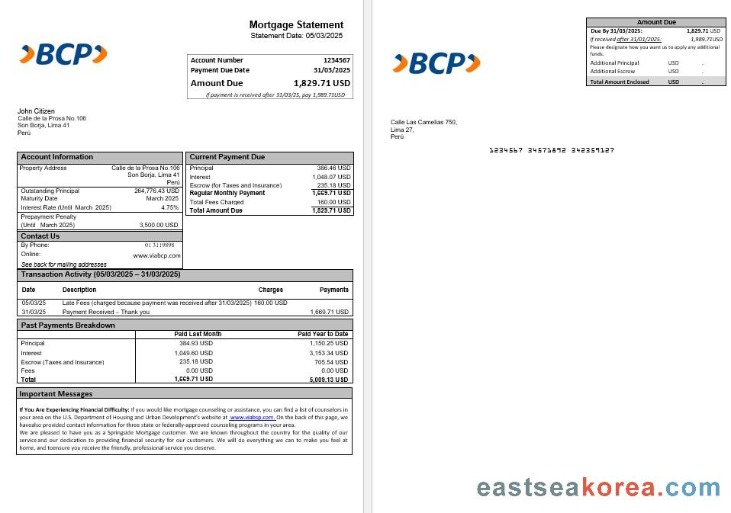 Mortgage Statement
Statement Date: 05/03/2025
BCP
Account Number 1234567
Payment Due Date 31/03/2025
Amount Due 1,829.71 USD
If payment is received after 31/03/25, pay 1,989.71USD
John Citizen
Calle de la Prosa No.106
San Borja, Lima 41
Perú
Account Information
Property Address Calle de la Prosa No.106
San Borja, Lima 41
Perú
Outstanding Principal 264,776.43 USD
Maturity Date March 2025
Interest Rate (Until March 2025) 4.75%
Prepayment Penalty
(Until March 2025) 3,500.00 USD
Contact Us
By Phone: 01 3119898
Online: www.viabcp.com
See back for mailing addresses
Current Payment Due
Principal 386.46 USD
Interest 1,048.07 USD
Escrow (for Taxes and Insurance) 235.18 USD
Regular Monthly Payment 1,669.71 USD
Total Fees Charged 160.00 USD
Total Amount Due 1,829.71 USD
Transaction Activity (05/03/2025 – 31/03/2025)
Date Description Charges Payments
05/03/25 Late Fees (charged because payment was received after 31/03/2025) 160.00 USD
31/03/25 Payment Received – Thank you 1,669.71 USD
Past Payments Breakdown
Paid Last Month Paid Year to Date
Principal 384.93 USD 1,150.25 USD
Interest 1,049.60 USD 3,153.34 USD
Escrow (Taxes and Insurance) 235.18 USD 705.54 USD
Fees 0.00 USD 0.00 USD
Total 1,669.71 USD 5,009.13 USD
Important Messages
If You Are Experiencing Financial Difficulty: If you would like mortgage counseling or assistance, you can find a list of counselors in
your area on the U.S. Department of Housing and Urban Development's website at www.viabcp.com On the back of this page, we
havealso provided contact information for three state or federally-approved counseling programs in your area.
We are pleased to have you as a Springside Mortgage customer. We are known throughout the country for the quality of our
serviceand our dedication to providing financial security for our customers. We will do everything we can to make you feel at
home, and toensure you receive the friendly, professional service you deserve.
BCP
Amount Due
Due By 31/03/2025: 1,829.71 USD
If received after 31/03/2025: 1,989.71USD
Please designate how you want us to apply any additional
funds.
Additional Principal USD .
Additional Escrow USD .
Total Amount Enclosed USD .
Calle Las Camelias 750,
Lima 27,
Perú
1234567 34571892 342359127
eastseakorea.com